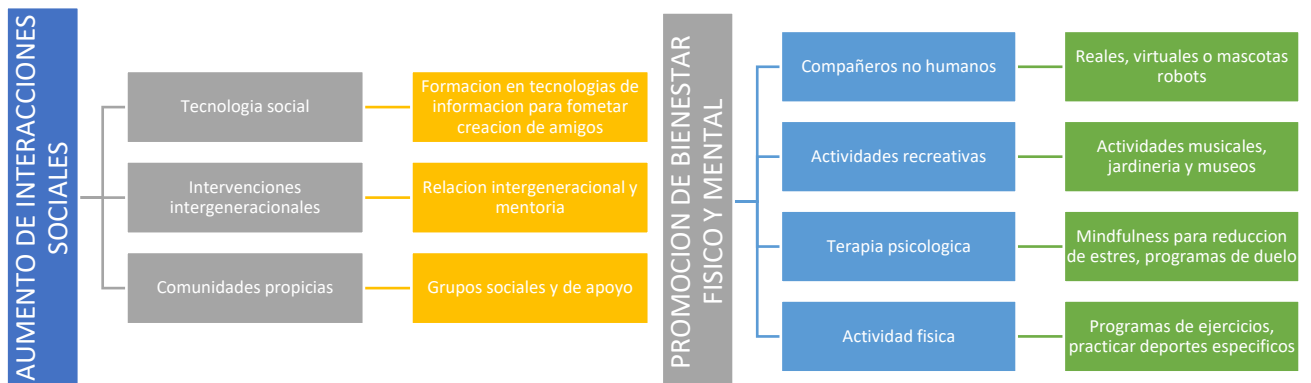 AUMENTO DE INTERACCIONES
SOCIALES
Tecnologia social
Formacion en tecnologias de
informacion para fometar
creacion de amigos
Intervenciones
intergeneracionales
Relacion intergeneracional y
mentoria
Comunidades propicias
Grupos sociales y de apoyo
PROMOCION DE BIENESTAR
FISICO Y MENTAL
Compañeros no humanos
Reales, virtuales o mascotas
robots
Actividades recreativas
Actividades musicales,
jardineria y museos
Terapia psicologica
Mindfulness para reduccion
de estres, programas de duelo
Actividad fisica
Programas de ejercicios,
practicar deportes especificos